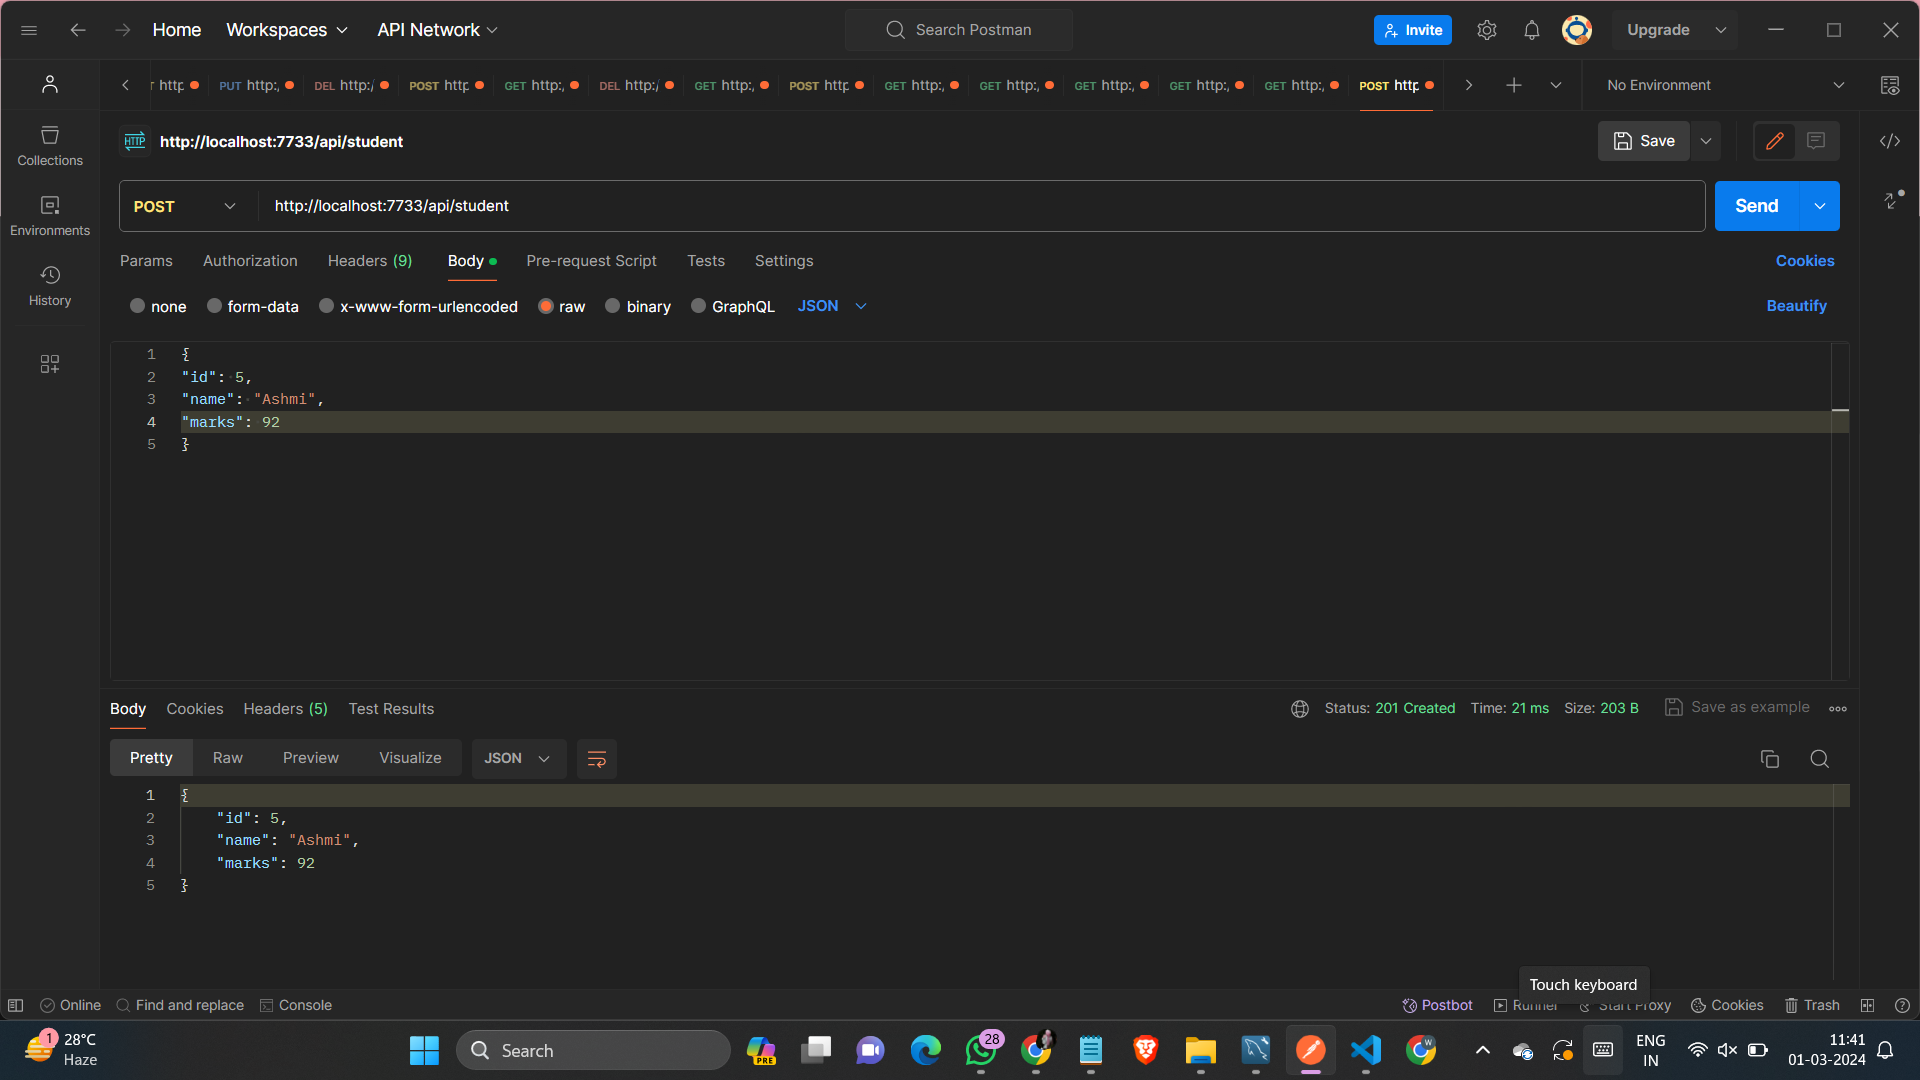 Home
Workspaces
API Network
Search Postman
Invite
Upgrade
http
PUT http:/
DEL http:/
POST http
GET http:/
DEL http:/
GET http:/
POST http
GET http:/
GET http:/
GET http:/
GET http:/
GET http:/
POST http
No Environment
Collections
Environments
History
HTTP
http://localhost:7733/api/student
Save
POST
http://localhost:7733/api/student
Send
Params
Authorization
Headers (9)
Body
Pre-request Script
Tests
Settings
Cookies
none
form-data
x-www-form-urlencoded
raw
binary
GraphQL
JSON
Beautify
1 {
2 "id": 5,
3 "name": "Ashmi",
4 "marks": 92
5 }
Body
Cookies
Headers (5)
Test Results
Status: 201 Created
Time: 21 ms
Size: 203 B
Save as example
Pretty
Raw
Preview
Visualize
JSON
1 {
2 "id": 5,
3 "name": "Ashmi",
4 "marks": 92
5 }
Touch keyboard
Online
Find and replace
Console
Postbot
Runner
Start Proxy
Cookies
Trash
1
28°C
Haze
Search
PRE
28
W
ENG
IN
11:41
01-03-2024